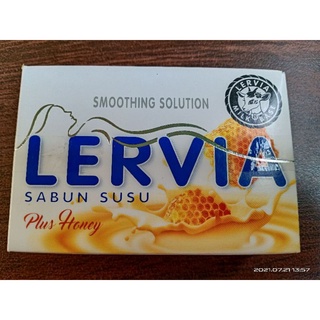 LERVIA
MILK SOAP
SMOOTHING SOLUTION
LERVIA
SABUN SUSU
Plus Honey
2021.07.21 13:57